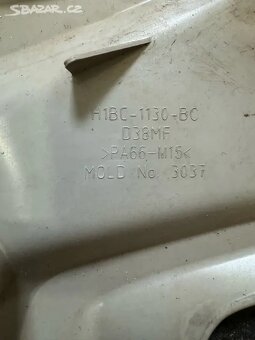 SBAZAR.CZ
H1BC-1130-BC
D38MF
>PA66-M15<
MOLD No. 3037